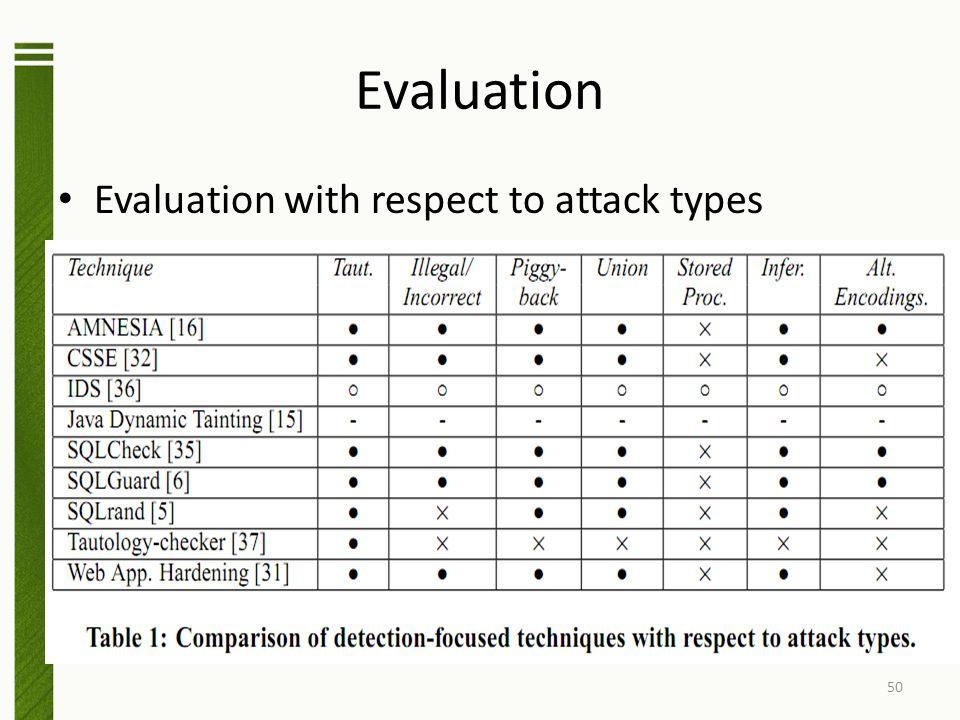 Evaluation
• Evaluation with respect to attack types
Technique Taut. Illegal/ Incorrect Piggy-back Union Stored Proc. Infer. Alt. Encodings.
AMNESIA [16] ● ● ● ● × ● ●
CSSE [32] ● ● ● ● × ● ×
IDS [36] ○ ○ ○ ○ ○ ○ ○
Java Dynamic Tainting [15] - - - - - - -
SQLCheck [35] ● ● ● ● × ● ●
SQLGuard [6] ● ● ● ● × ● ●
SQLrand [5] ● × ● ● × ● ×
Tautology-checker [37] ● × × × × × ×
Web App. Hardening [31] ● ● ● ● × ● ×
Table 1: Comparison of detection-focused techniques with respect to attack types.
50